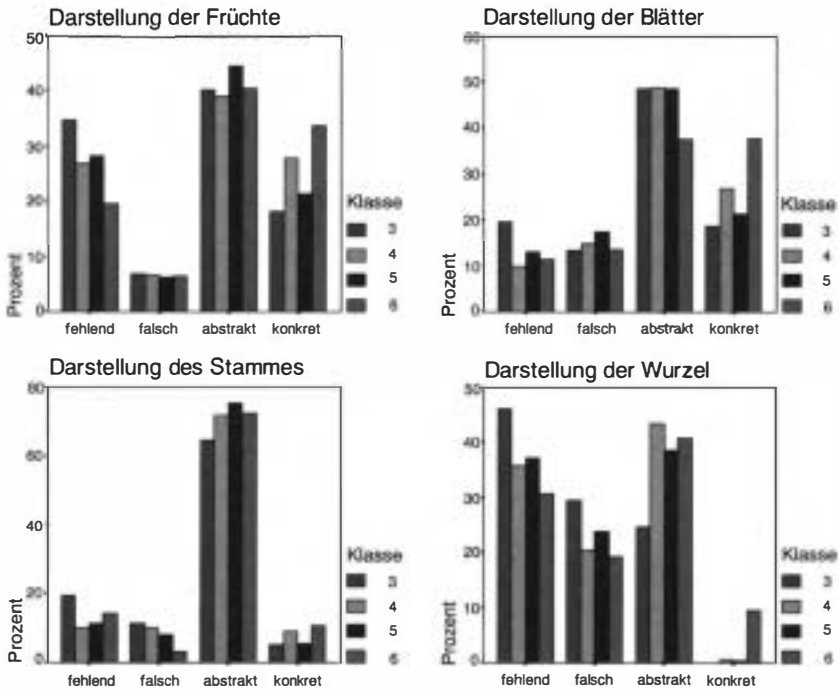 Darstellung der Früchte
50
40
30
20
10
0
Prozent
fehlend falsch abstrakt konkret
Klasse
3
4
5
6
Darstellung der Blätter
60
50
40
30
20
10
0
Prozent
fehlend falsch abstrakt konkret
Klasse
3
4
5
6
Darstellung des Stammes
80
60
40
20
0
Prozent
fehlend falsch abstrakt konkret
Klasse
3
4
5
6
Darstellung der Wurzel
50
40
30
20
10
0
Prozent
fehlend falsch abstrakt konkret
Klasse
3
4
5
6